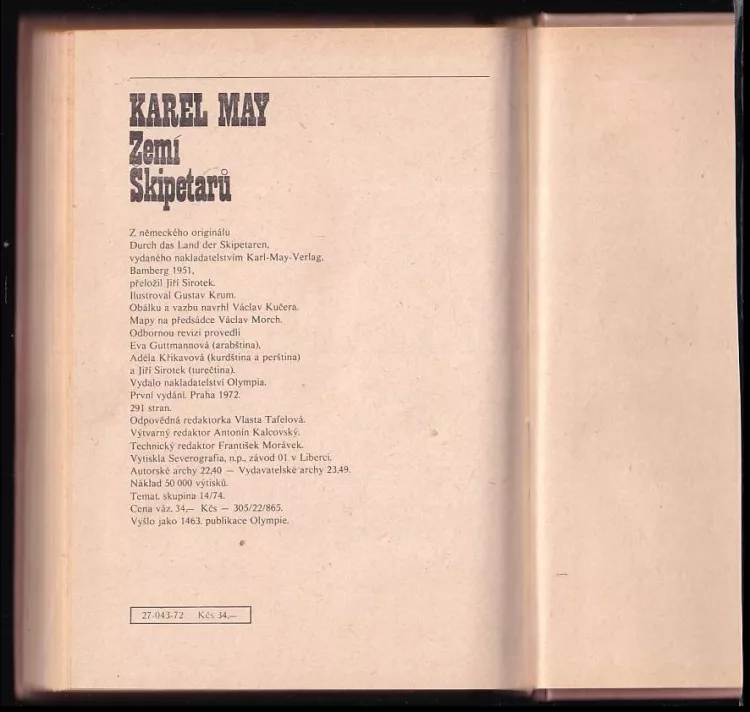 KAREL MAY
Zemí
Škipetarů
Z německého originálu
Durch das Land der Skipetaren,
vydaného nakladatelstvím Karl-May-Verlag,
Bamberg 1951,
přeložil Jiří Sirotek.
Ilustroval Gustav Krum.
Obálku a vazbu navrhl Václav Kučera.
Mapy na předsádce Václav Morch.
Odbornou revizi provedli
Eva Guttmannová (arabština),
Adéla Křikavová (kurdština a perština)
a Jiří Sirotek (turečtina).
Vydalo nakladatelství Olympia.
První vydání. Praha 1972.
291 stran.
Odpovědná redaktorka Vlasta Tafelová.
Výtvarný redaktor Antonín Kalcovský.
Technický redaktor František Morávek.
Vytiskla Severografia, n.p., závod 01 v Liberci.
Autorské archy 22,40 — Vydavatelské archy 23,49.
Náklad 50 000 výtisků.
Temat. skupina 14/74.
Cena váz. 34,— Kčs — 305/22/865.
Vyšlo jako 1463. publikace Olympie.
27-043-72 Kčs 34,—